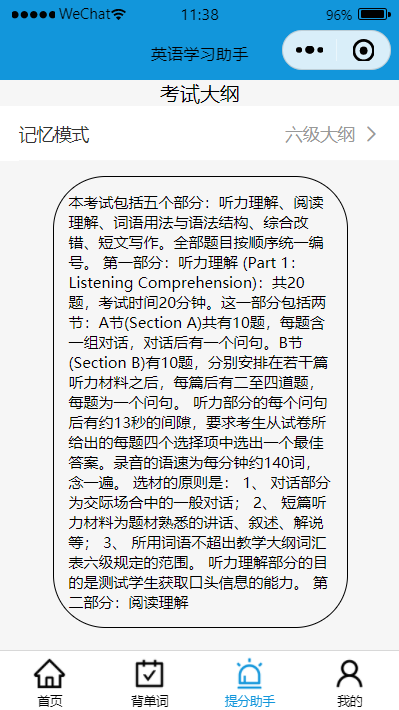 WeChat 11:38 96%
英语学习助手
考试大纲
记忆模式 六级大纲
本考试包括五个部分：听力理解、阅读
理解、词语用法与语法结构、综合改
错、短文写作。全部题目按顺序统一编
号。 第一部分：听力理解 (Part 1：
Listening Comprehension)：共20
题，考试时间20分钟。这一部分包括两
节：A节(Section A)共有10题，每题含
一组对话，对话后有一个问句。B节
(Section B)有10题，分别安排在若干篇
听力材料之后，每篇后有二至四道题，
每题为一个问句。 听力部分的每个问句
后有约13秒的间隙，要求考生从试卷所
给出的每题四个选择项中选出一个最佳
答案。录音的语速为每分钟约140词，
念一遍。 选材的原则是： 1、 对话部分
为交际场合中的一般对话； 2、 短篇听
力材料为题材熟悉的讲话、叙述、解说
等； 3、 所用词语不超出教学大纲词汇
表六级规定的范围。 听力理解部分的目
的是测试学生获取口头信息的能力。 第
二部分：阅读理解
首页 背单词 提分助手 我的